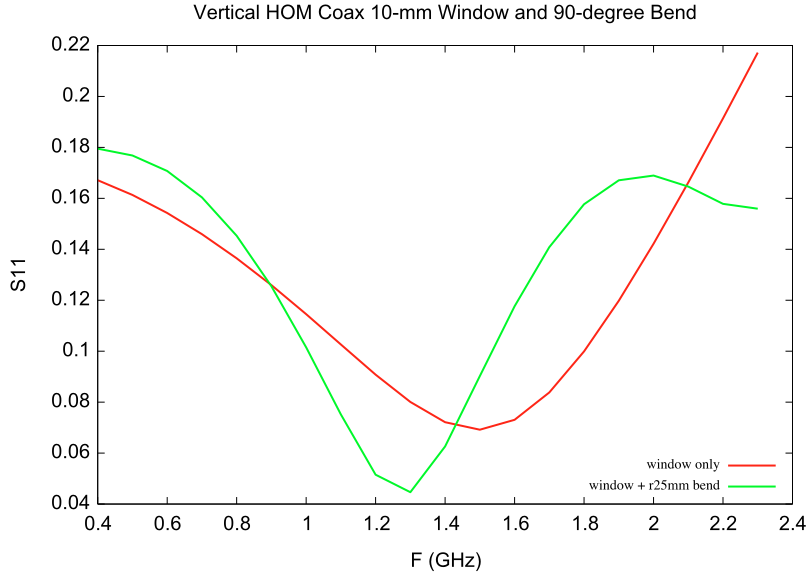 Vertical HOM Coax 10-mm Window and 90-degree Bend
0.22
0.2
0.18
0.16
0.14
0.12
0.1
0.08
0.06
0.04
S11
window only
window + r25mm bend
0.4 0.6 0.8 1 1.2 1.4 1.6 1.8 2 2.2 2.4
F (GHz)